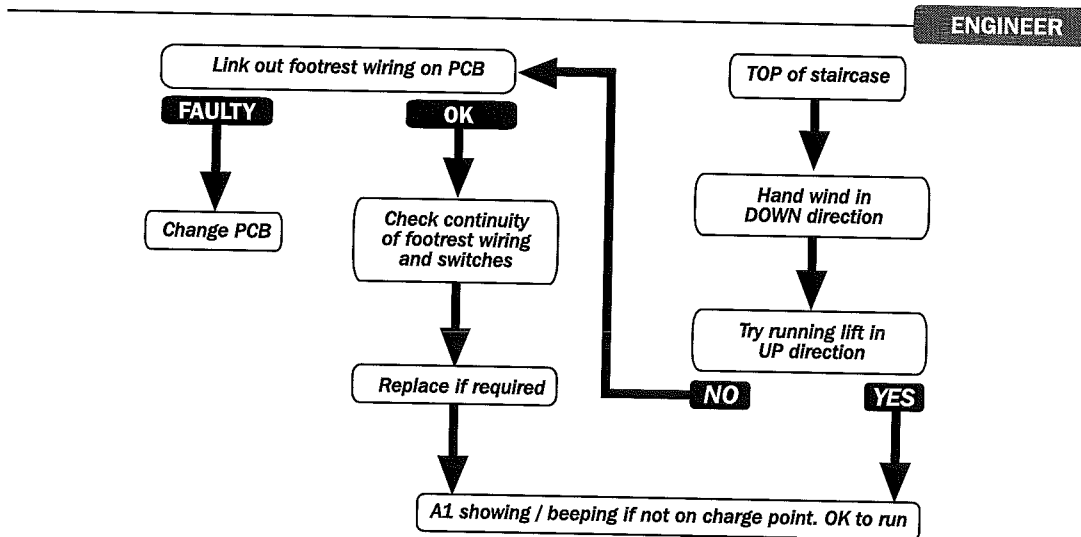 ENGINEER
Link out footrest wiring on PCB
FAULTY
OK
Change PCB
Check continuity
of footrest wiring
and switches
Replace if required
TOP of staircase
Hand wind in
DOWN direction
Try running lift in
UP direction
NO
YES
A1 showing / beeping if not on charge point. OK to run